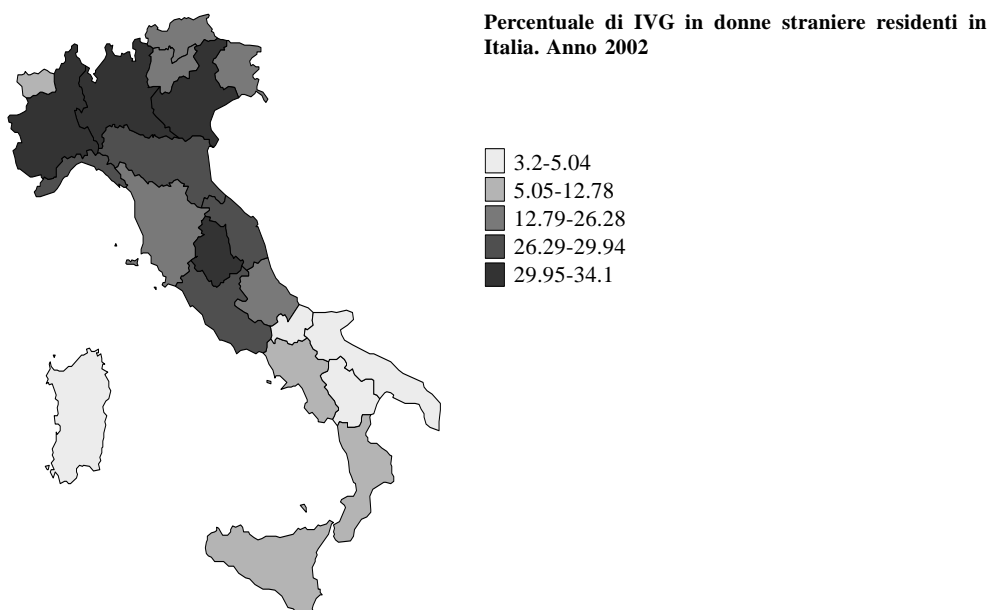 Percentuale di IVG in donne straniere residenti in
Italia. Anno 2002
3.2-5.04
5.05-12.78
12.79-26.28
26.29-29.94
29.95-34.1